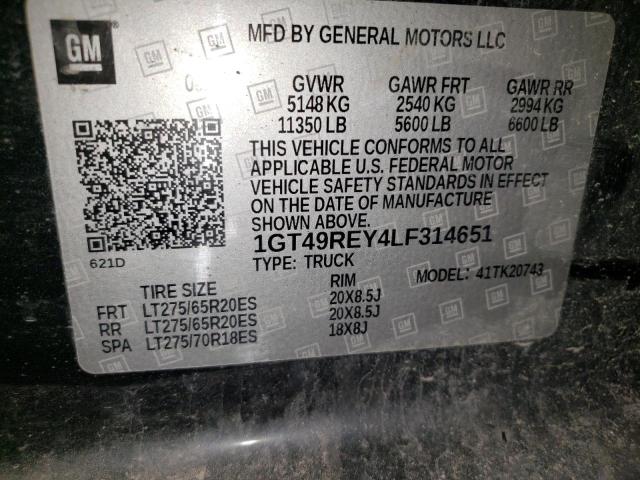 GM
MFD BY GENERAL MOTORS LLC
GVWR GAWR FRT GAWR RR
5148 KG 2540 KG 2994 KG
11350 LB 5600 LB 6600 LB
THIS VEHICLE CONFORMS TO ALL
APPLICABLE U.S. FEDERAL MOTOR
VEHICLE SAFETY STANDARDS IN EFFECT
ON THE DATE OF MANUFACTURE
SHOWN ABOVE.
1GT49REY4LF314651
621D
TYPE: TRUCK MODEL: 41TK20743
TIRE SIZE RIM
FRT LT275/65R20ES 20X8.5J
RR LT275/65R20ES 20X8.5J
SPA LT275/70R18ES 18X8J